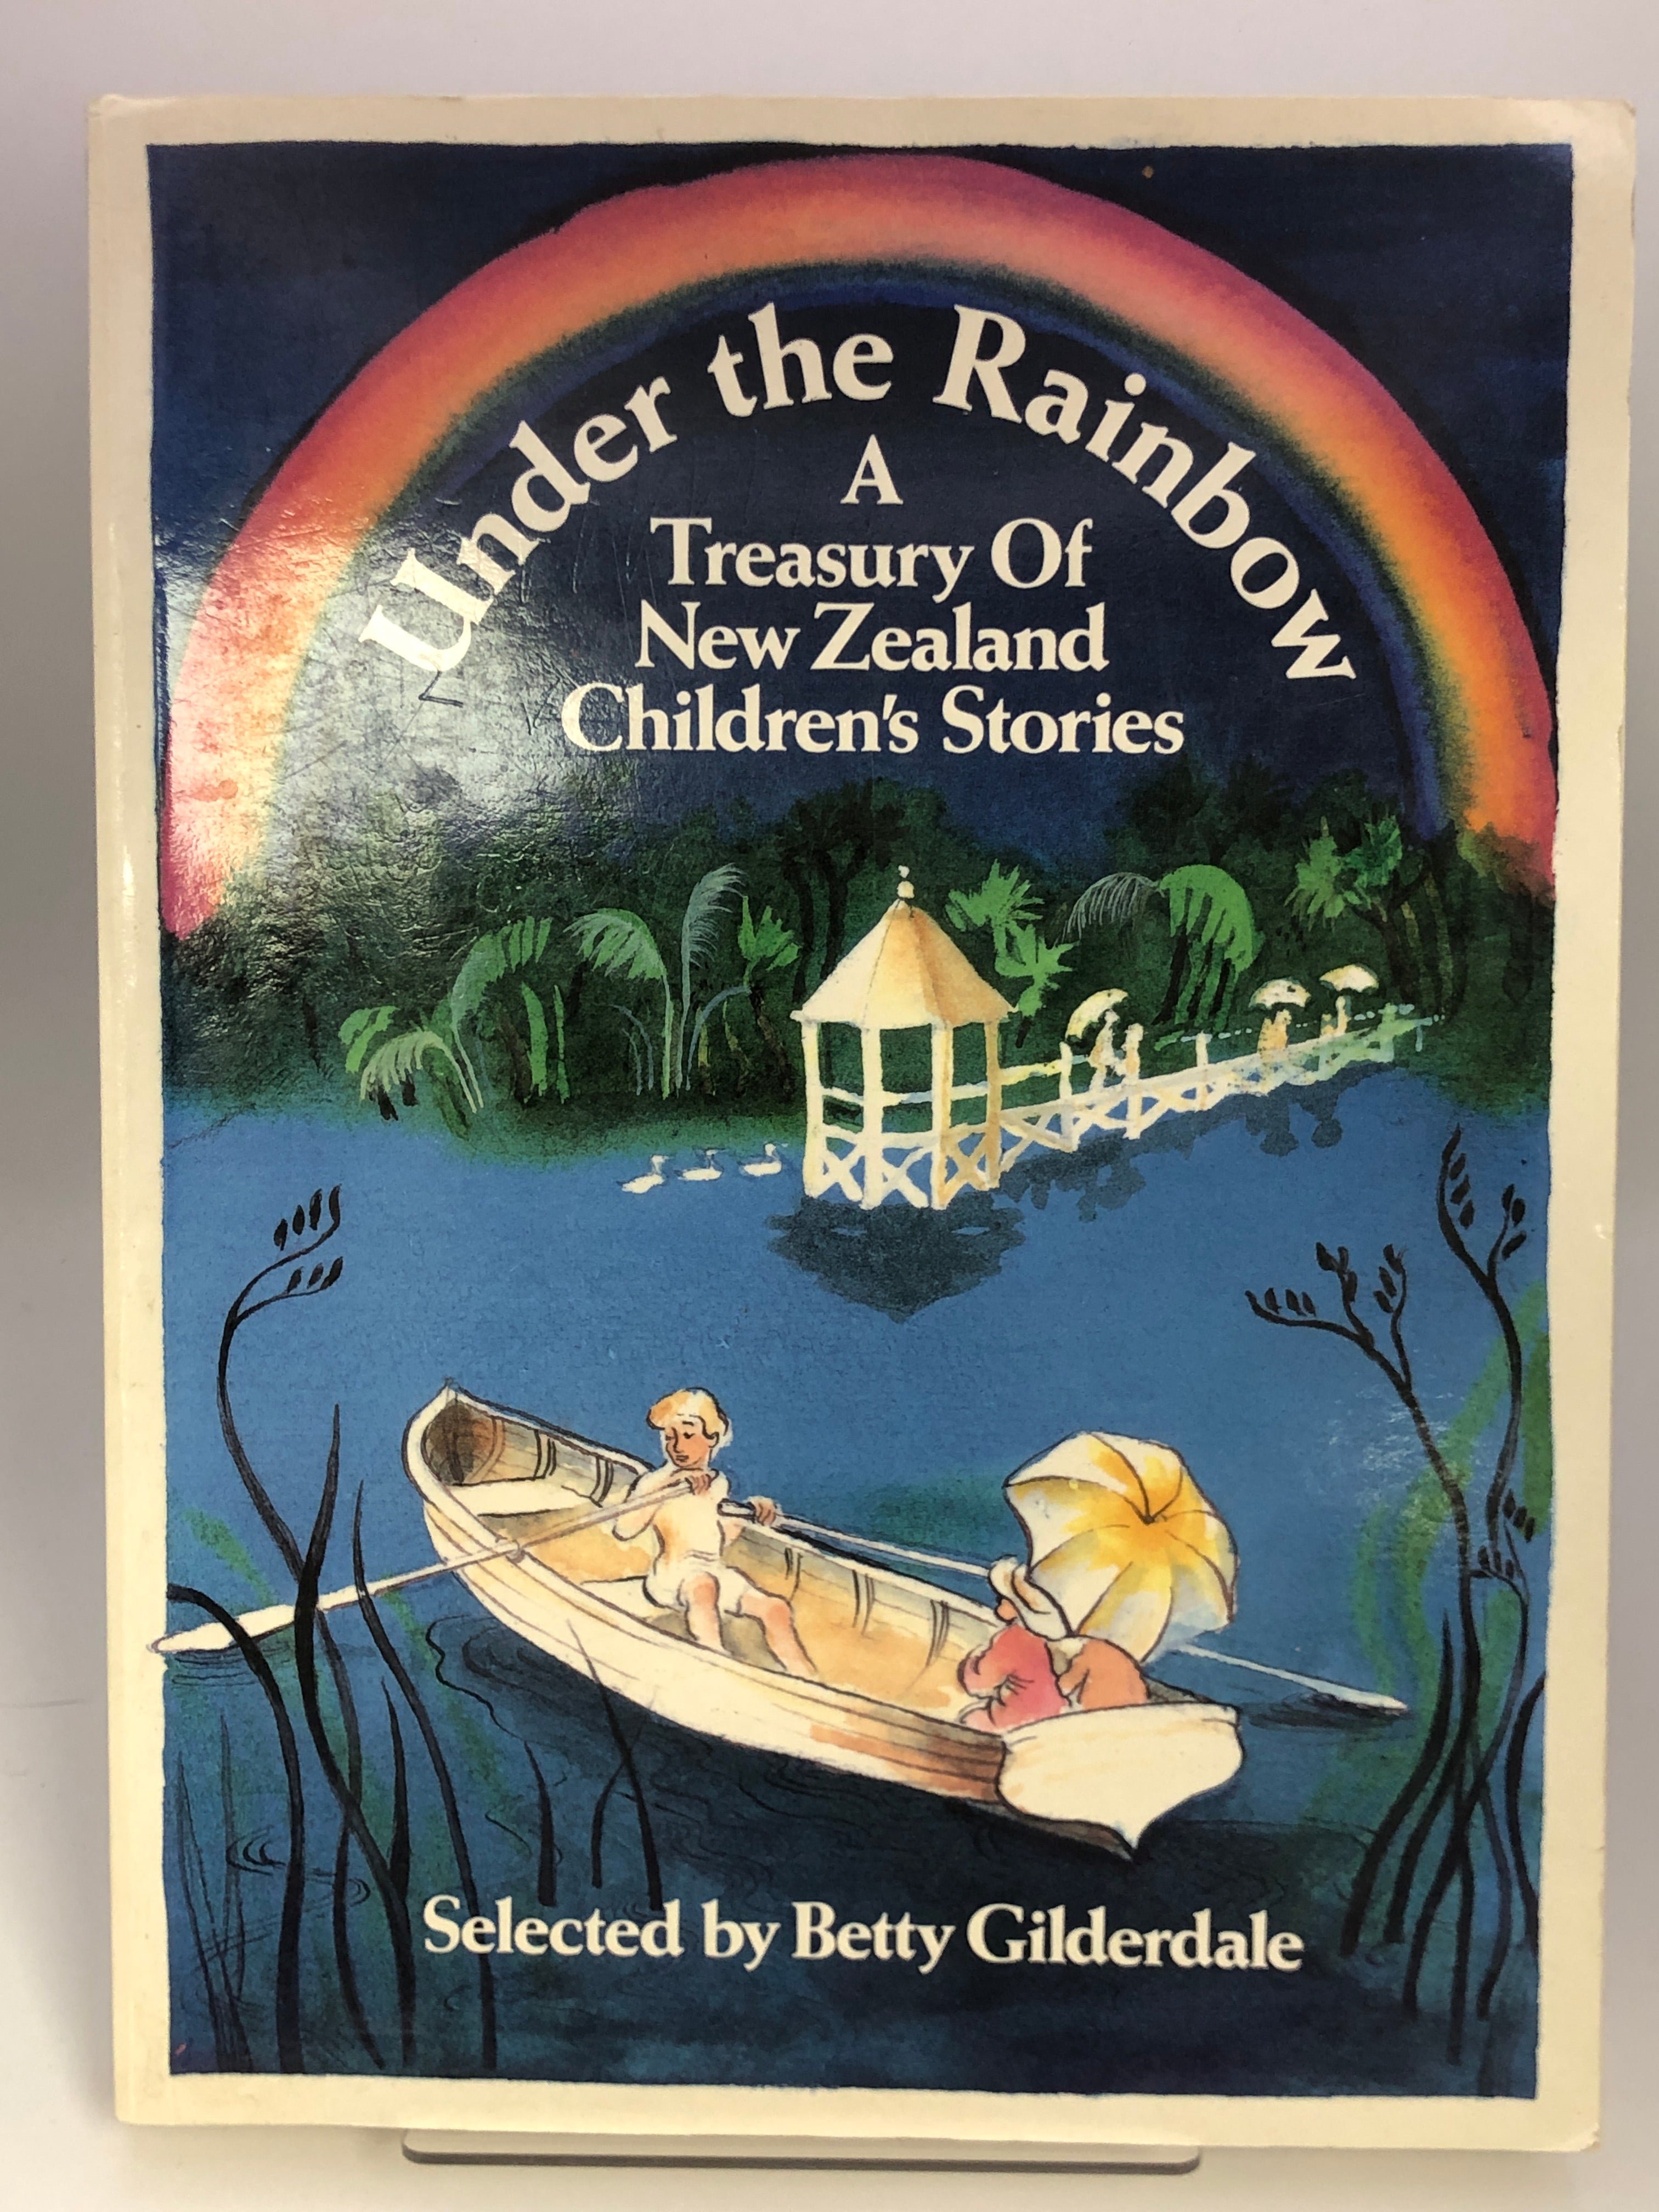 Under the Rainbow
A
Treasury Of
New Zealand
Children's Stories
Selected by Betty Gilderdale